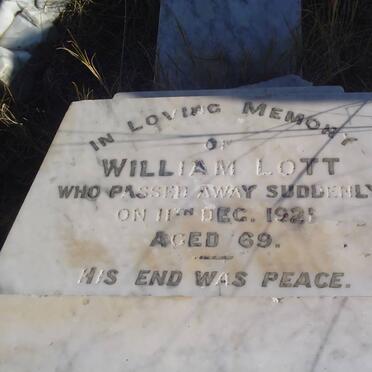 IN LOVING MEMORY
OF
WILLIAM LOTT
WHO PASSED AWAY SUDDENLY
ON 11TH DEC. 1921
AGED 69.
HIS END WAS PEACE.